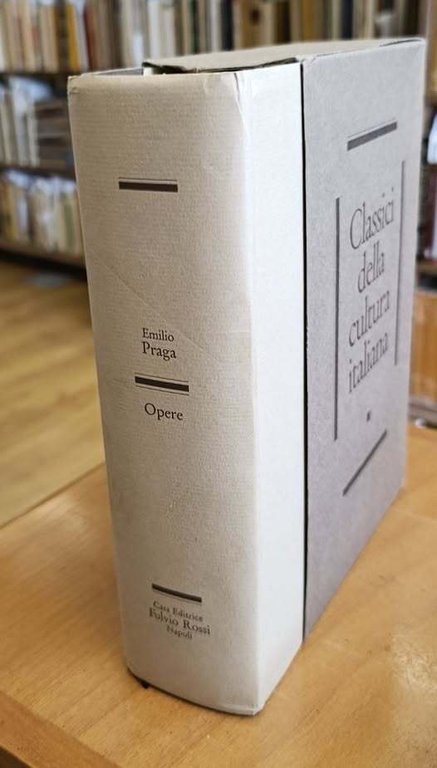 Emilio
Praga
Opere
Casa Editrice
Fulvio Rossi
Napoli
Classici
della
cultura
italiana